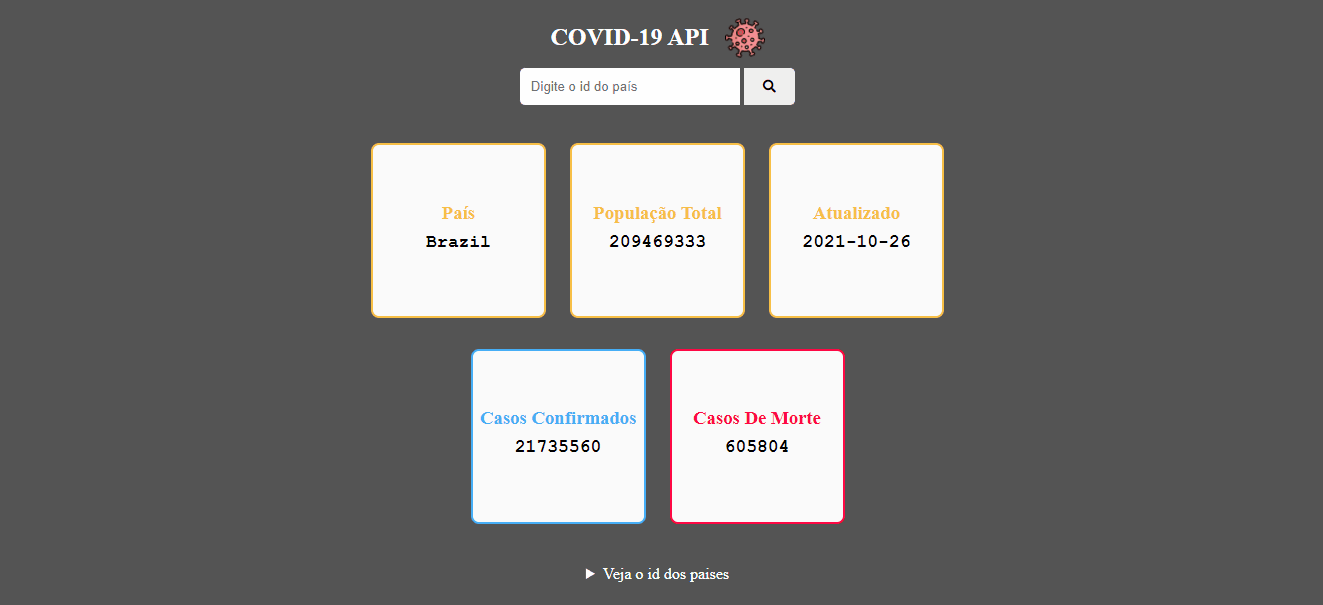 COVID-19 API
Digite o id do país
País
Brazil
População Total
209469333
Atualizado
2021-10-26
Casos Confirmados
21735560
Casos De Morte
605804
Veja o id dos paises